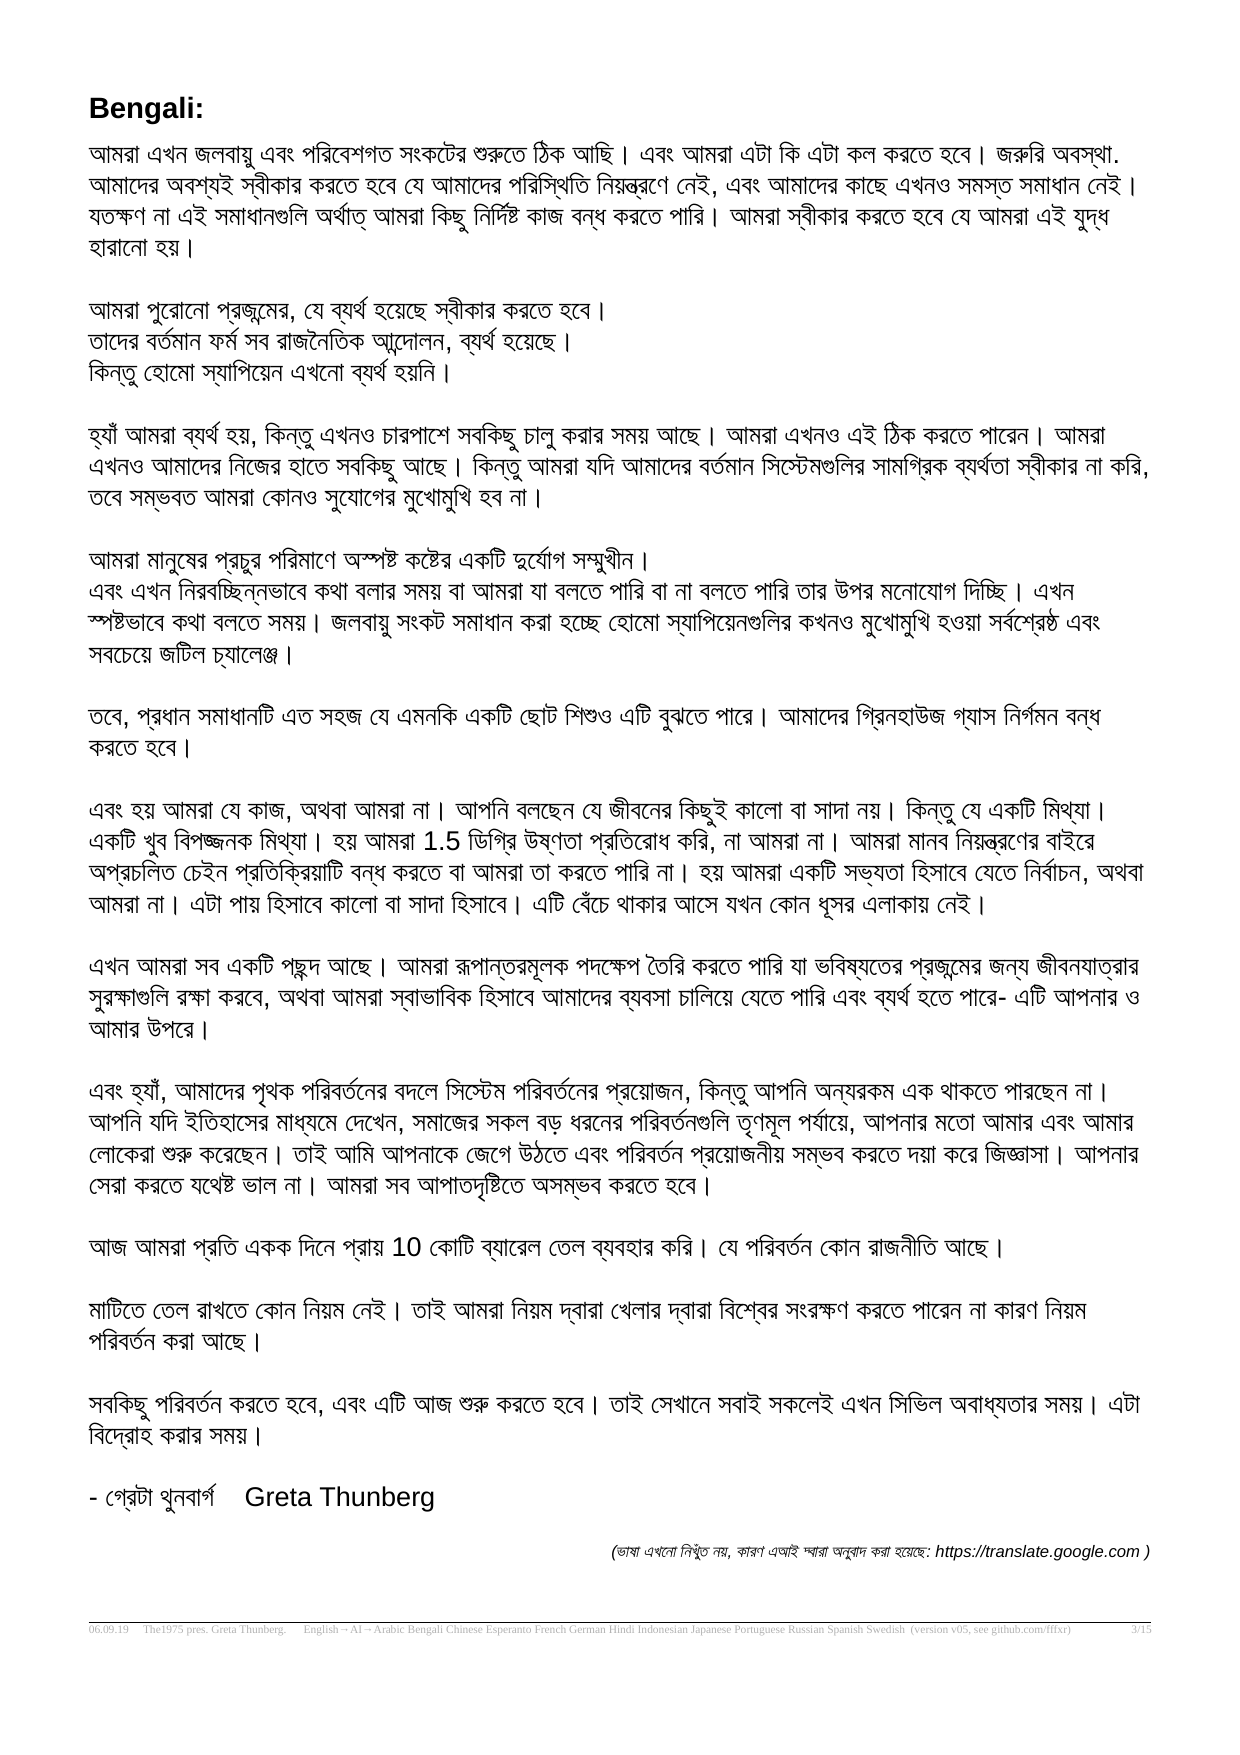 Bengali:
আমরা এখন জলবায়ু এবং পরিবেশগত সংকটের শুরুতে ঠিক আছি। এবং আমরা এটা কি এটা কল করতে হবে। জরুরি অবস্থা.
আমাদের অবশ্যই স্বীকার করতে হবে যে আমাদের পরিস্থিতি নিয়ন্ত্রণে নেই, এবং আমাদের কাছে এখনও সমস্ত সমাধান নেই।
যতক্ষণ না এই সমাধানগুলি অর্থাত্ আমরা কিছু নির্দিষ্ট কাজ বন্ধ করতে পারি। আমরা স্বীকার করতে হবে যে আমরা এই যুদ্ধ
হারানো হয়।
আমরা পুরোনো প্রজন্মের, যে ব্যর্থ হয়েছে স্বীকার করতে হবে।
তাদের বর্তমান ফর্ম সব রাজনৈতিক আন্দোলন, ব্যর্থ হয়েছে।
কিন্তু হোমো স্যাপিয়েন এখনো ব্যর্থ হয়নি।
হ্যাঁ আমরা ব্যর্থ হয়, কিন্তু এখনও চারপাশে সবকিছু চালু করার সময় আছে। আমরা এখনও এই ঠিক করতে পারেন। আমরা
এখনও আমাদের নিজের হাতে সবকিছু আছে। কিন্তু আমরা যদি আমাদের বর্তমান সিস্টেমগুলির সামগ্রিক ব্যর্থতা স্বীকার না করি,
তবে সম্ভবত আমরা কোনও সুযোগের মুখোমুখি হব না।
আমরা মানুষের প্রচুর পরিমাণে অস্পষ্ট কষ্টের একটি দুর্যোগ সম্মুখীন।
এবং এখন নিরবচ্ছিন্নভাবে কথা বলার সময় বা আমরা যা বলতে পারি বা না বলতে পারি তার উপর মনোযোগ দিচ্ছি। এখন
স্পষ্টভাবে কথা বলতে সময়। জলবায়ু সংকট সমাধান করা হচ্ছে হোমো স্যাপিয়েনগুলির কখনও মুখোমুখি হওয়া সর্বশ্রেষ্ঠ এবং
সবচেয়ে জটিল চ্যালেঞ্জ।
তবে, প্রধান সমাধানটি এত সহজ যে এমনকি একটি ছোট শিশুও এটি বুঝতে পারে। আমাদের গ্রিনহাউজ গ্যাস নির্গমন বন্ধ
করতে হবে।
এবং হয় আমরা যে কাজ, অথবা আমরা না। আপনি বলছেন যে জীবনের কিছুই কালো বা সাদা নয়। কিন্তু যে একটি মিথ্যা।
একটি খুব বিপজ্জনক মিথ্যা। হয় আমরা 1.5 ডিগ্রি উষ্ণতা প্রতিরোধ করি, না আমরা না। আমরা মানব নিয়ন্ত্রণের বাইরে
অপ্রচলিত চেইন প্রতিক্রিয়াটি বন্ধ করতে বা আমরা তা করতে পারি না। হয় আমরা একটি সভ্যতা হিসাবে যেতে নির্বাচন, অথবা
আমরা না। এটা পায় হিসাবে কালো বা সাদা হিসাবে। এটি বেঁচে থাকার আসে যখন কোন ধূসর এলাকায় নেই।
এখন আমরা সব একটি পছন্দ আছে। আমরা রূপান্তরমূলক পদক্ষেপ তৈরি করতে পারি যা ভবিষ্যতের প্রজন্মের জন্য জীবনযাত্রার
সুরক্ষাগুলি রক্ষা করবে, অথবা আমরা স্বাভাবিক হিসাবে আমাদের ব্যবসা চালিয়ে যেতে পারি এবং ব্যর্থ হতে পারে- এটি আপনার ও
আমার উপরে।
এবং হ্যাঁ, আমাদের পৃথক পরিবর্তনের বদলে সিস্টেম পরিবর্তনের প্রয়োজন, কিন্তু আপনি অন্যরকম এক থাকতে পারছেন না।
আপনি যদি ইতিহাসের মাধ্যমে দেখেন, সমাজের সকল বড় ধরনের পরিবর্তনগুলি তৃণমূল পর্যায়ে, আপনার মতো আমার এবং আমার
লোকেরা শুরু করেছেন। তাই আমি আপনাকে জেগে উঠতে এবং পরিবর্তন প্রয়োজনীয় সম্ভব করতে দয়া করে জিজ্ঞাসা। আপনার
সেরা করতে যথেষ্ট ভাল না। আমরা সব আপাতদৃষ্টিতে অসম্ভব করতে হবে।
আজ আমরা প্রতি একক দিনে প্রায় 10 কোটি ব্যারেল তেল ব্যবহার করি। যে পরিবর্তন কোন রাজনীতি আছে।
মাটিতে তেল রাখতে কোন নিয়ম নেই। তাই আমরা নিয়ম দ্বারা খেলার দ্বারা বিশ্বের সংরক্ষণ করতে পারেন না কারণ নিয়ম
পরিবর্তন করা আছে।
সবকিছু পরিবর্তন করতে হবে, এবং এটি আজ শুরু করতে হবে। তাই সেখানে সবাই সকলেই এখন সিভিল অবাধ্যতার সময়। এটা
বিদ্রোহ করার সময়।
- গ্রেটা থুনবার্গ Greta Thunberg
(ভাষা এখনো নিখুঁত নয়, কারণ এআই দ্বারা অনুবাদ করা হয়েছে: https://translate.google.com )
06.09.19 The1975 pres. Greta Thunberg. English→AI→Arabic Bengali Chinese Esperanto French German Hindi Indonesian Japanese Portuguese Russian Spanish Swedish (version v05, see github.com/fffxr) 3/15